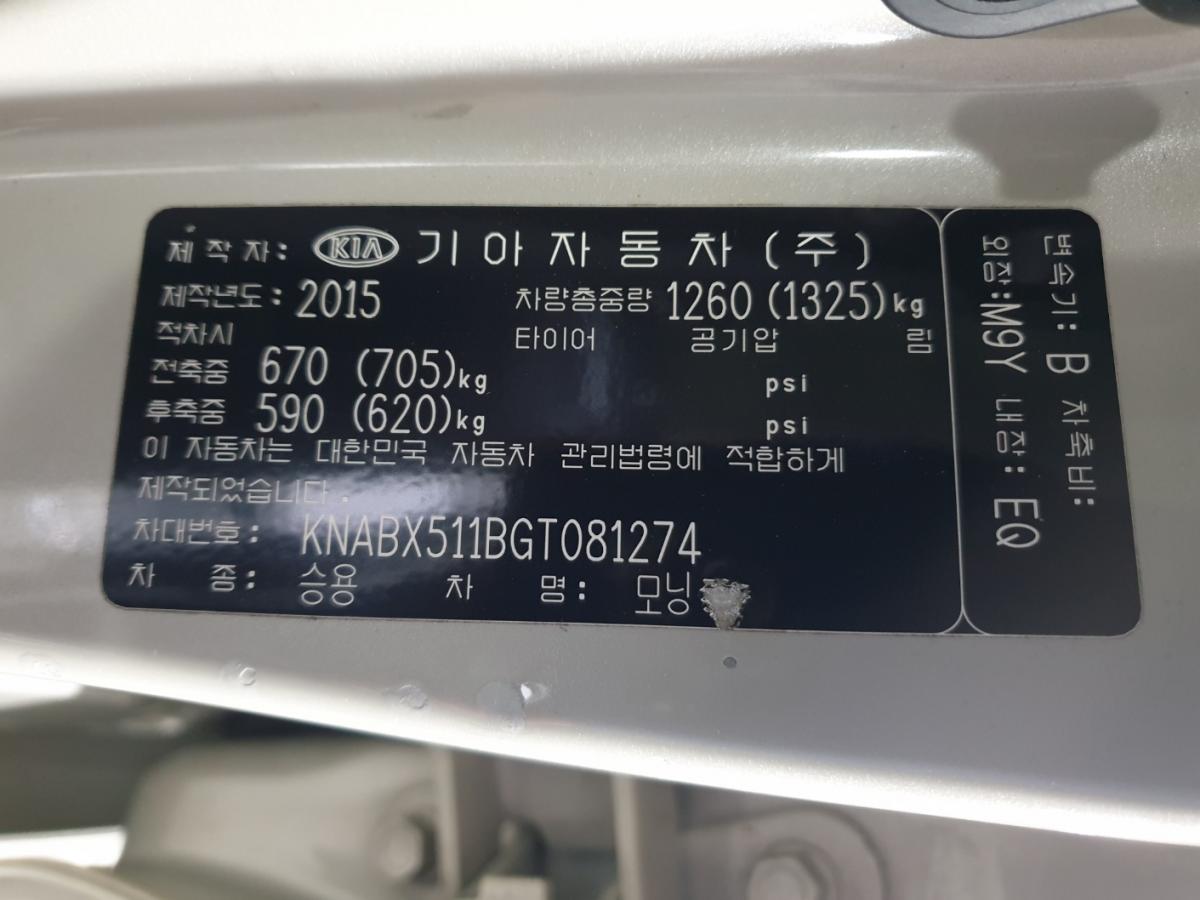 제 작 자: KIA 기 아 자 동 차 (주)
제작년도: 2015 차량총중량 1260 (1325)kg
적차시 타이어 공기압 림
전축중 670 (705)kg psi
후축중 590 (620)kg psi
이 자동차는 대한민국 자동차 관리법령에 적합하게
제작되었습니다.
차대번호: KNABX511BGT081274
차 종: 승용 차 명: 모닝
변속기: B 차축비:
외장:M9Y 내장: EQ